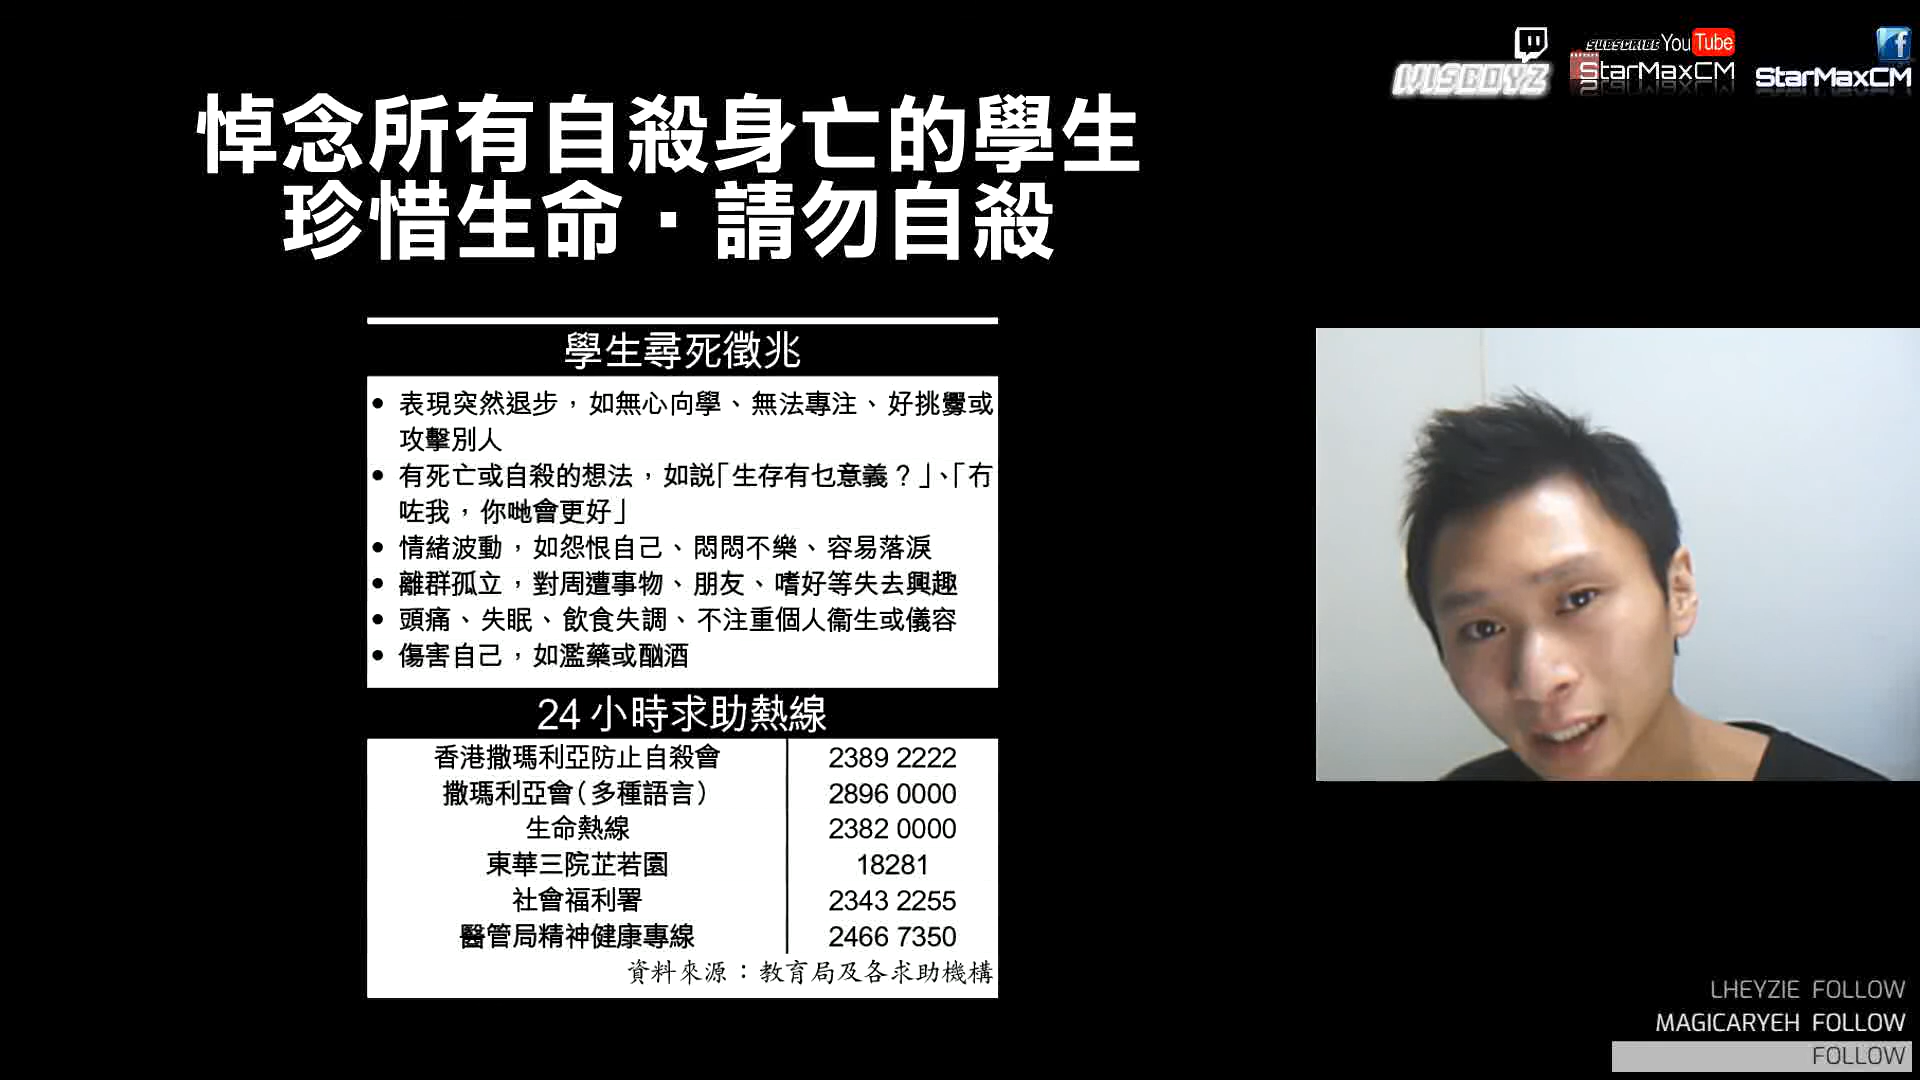 WISBOYZ
SUBSCRIBE YouTube
StarMaxCM
StarMaxCM
悼念所有自殺身亡的學生
珍惜生命·請勿自殺
學生尋死徵兆
• 表現突然退步，如無心向學、無法專注、好挑釁或
攻擊別人
• 有死亡或自殺的想法，如説「生存有乜意義？」、「冇
咗我，你哋會更好」
• 情緒波動，如怨恨自己、悶悶不樂、容易落淚
• 離群孤立，對周遭事物、朋友、嗜好等失去興趣
• 頭痛、失眠、飲食失調、不注重個人衞生或儀容
• 傷害自己，如濫藥或酗酒
24 小時求助熱線
香港撒瑪利亞防止自殺會 2389 2222
撒瑪利亞會（多種語言） 2896 0000
生命熱線 2382 0000
東華三院芷若園 18281
社會福利署 2343 2255
醫管局精神健康專線 2466 7350
資料來源：教育局及各求助機構
LHEYZIE FOLLOW
MAGICARYEH FOLLOW
FOLLOW